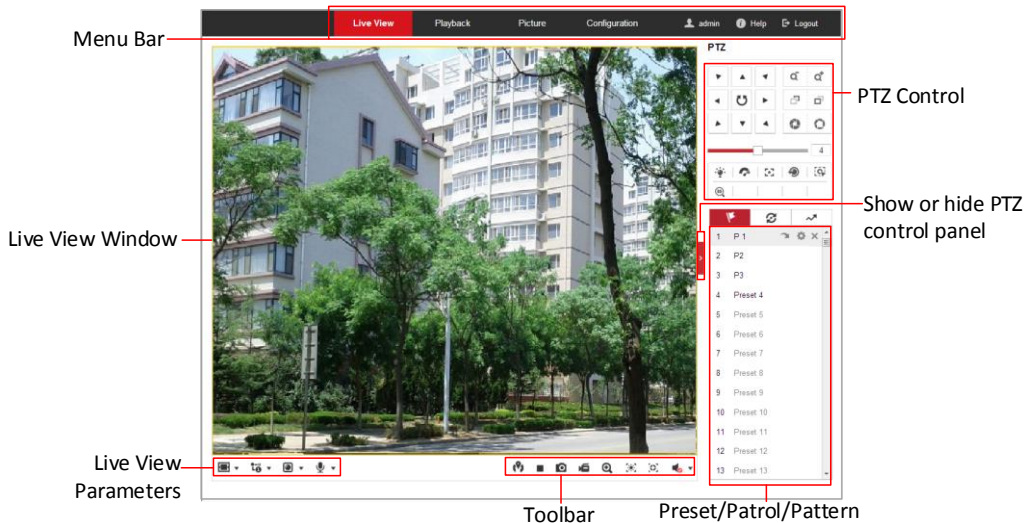 Live View Playback Picture Configuration admin Help Logout
Menu Bar
PTZ
PTZ Control
4
Show or hide PTZ
control panel
Live View Window
1 P 1
2 P2
3 P3
4 Preset 4
5 Preset 5
6 Preset 6
7 Preset 7
8 Preset 8
9 Preset 9
10 Preset 10
11 Preset 11
12 Preset 12
13 Preset 13
Live View
Parameters
Toolbar
Preset/Patrol/Pattern